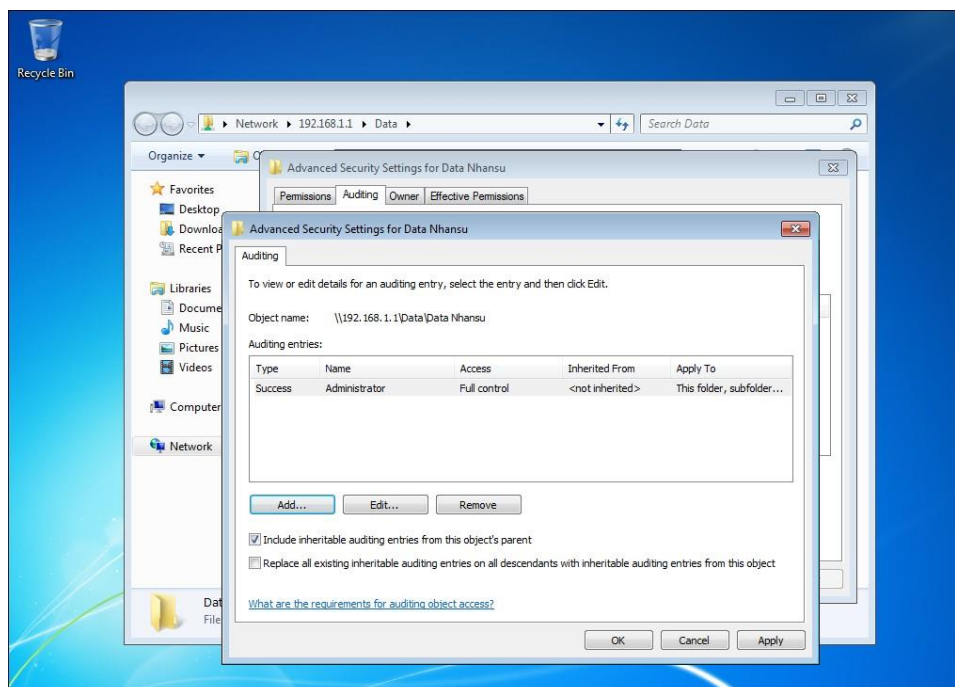 Recycle Bin
Network ▸ 192.168.1.1 ▸ Data ▸
Search Data
Organize
Advanced Security Settings for Data Nhansu
Permissions Auditing Owner Effective Permissions
Favorites
Desktop
Recent
Libraries
Music
Pictures
Videos
Computer
Network
Advanced Security Settings for Data Nhansu
Auditing
To view or edit details for an auditing entry, select the entry and then click Edit.
Object name: \\192.168.1.1\Data\Data Nhansu
Auditing entries:
Type Name Access Inherited From Apply To
Success Administrator Full control <not inherited> This folder, subfolder...
Add... Edit... Remove
Include inheritable auditing entries from this object's parent
Replace all existing inheritable auditing entries on all descendants with inheritable auditing entries from this object
What are the requirements for auditing object access?
OK Cancel Apply
Dat
File